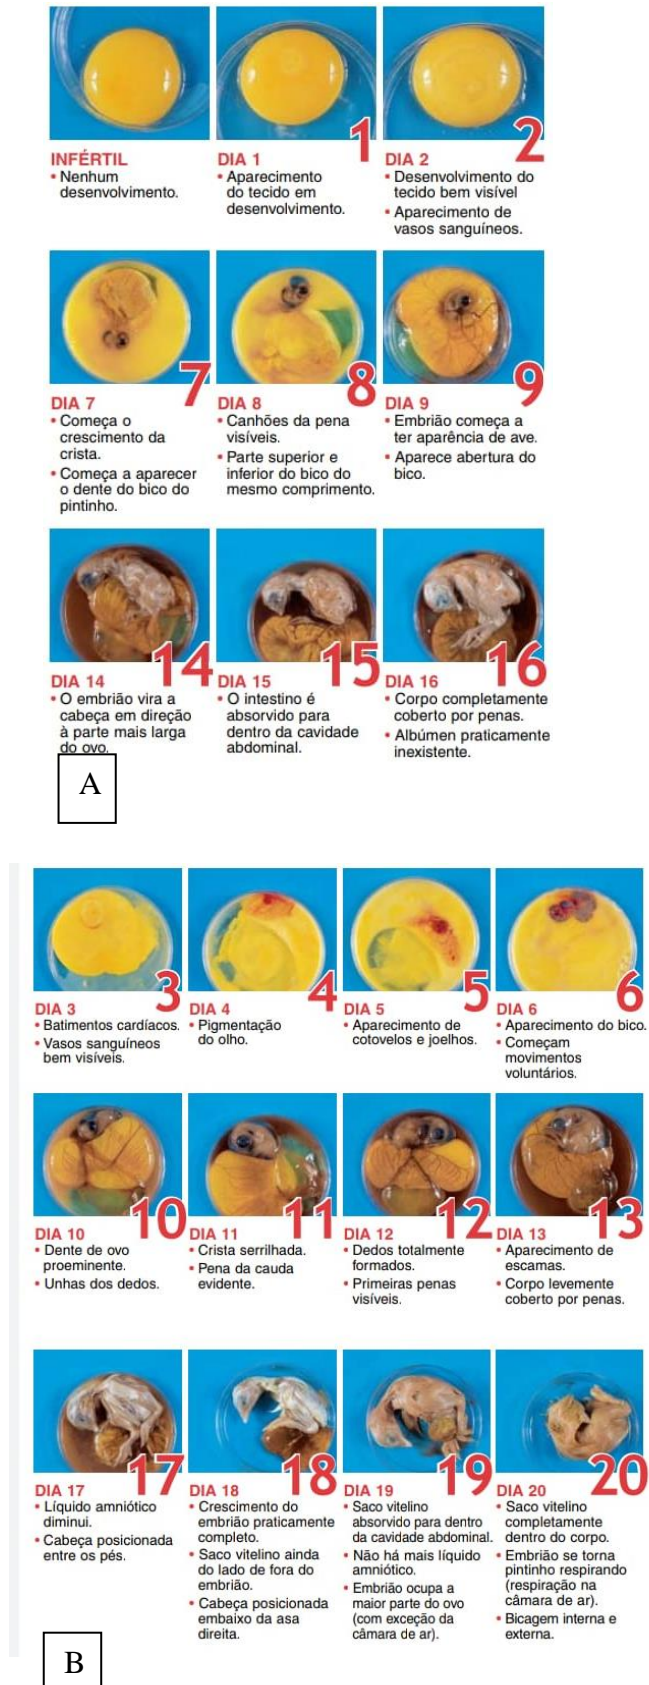 1
2
INFÉRTIL
• Nenhum
desenvolvimento.
DIA 1
• Aparecimento
do tecido em
desenvolvimento.
DIA 2
• Desenvolvimento do
tecido bem visível
• Aparecimento de
vasos sanguíneos.
7
8
9
DIA 7
• Começa o
crescimento da
crista.
• Começa a aparecer
o dente do bico do
pintinho.
DIA 8
• Canhões da pena
visíveis.
• Parte superior e
inferior do bico do
mesmo comprimento.
DIA 9
• Embrião começa a
ter aparência de ave.
• Aparece abertura do
bico.
14
15
16
DIA 14
• O embrião vira a
cabeça em direção
à parte mais larga
do ovo.
DIA 15
• O intestino é
absorvido para
dentro da cavidade
abdominal.
DIA 16
• Corpo completamente
coberto por penas.
• Albúmen praticamente
inexistente.
A
3
4
5
6
DIA 3
• Batimentos cardíacos.
• Vasos sanguíneos
bem visíveis.
DIA 4
• Pigmentação
do olho.
DIA 5
• Aparecimento de
cotovelos e joelhos.
DIA 6
• Aparecimento do bico.
• Começam
movimentos
voluntários.
10
11
12
13
DIA 10
• Dente de ovo
proeminente.
• Unhas dos dedos.
DIA 11
• Crista serrilhada.
• Pena da cauda
evidente.
DIA 12
• Dedos totalmente
formados.
• Primeiras penas
visíveis.
DIA 13
• Aparecimento de
escamas.
• Corpo levemente
coberto por penas.
17
18
19
20
DIA 17
• Líquido amniótico
diminui.
• Cabeça posicionada
entre os pés.
DIA 18
• Crescimento do
embrião praticamente
completo.
• Saco vitelino ainda
do lado de fora do
embrião.
• Cabeça posicionada
embaixo da asa
direita.
DIA 19
• Saco vitelino
absorvido para dentro
da cavidade abdominal.
• Não há mais líquido
amniótico.
• Embrião ocupa a
maior parte do ovo
(com exceção da
câmara de ar).
DIA 20
• Saco vitelino
completamente
dentro do corpo.
• Embrião se torna
pintinho respirando
(respiração na
câmara de ar).
• Bicagem interna e
externa.
B